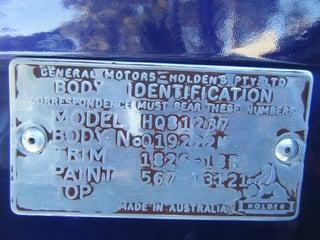 GENERAL MOTORS-HOLDEN'S PTY. LTD.
BODY IDENTIFICATION
CORRESPONDENCE MUST BEAR THESE NUMBERS
MODEL HQ81287
BODY No
TRIM
PAINT 567
TOP
MADE IN AUSTRALIA
HOLDEN